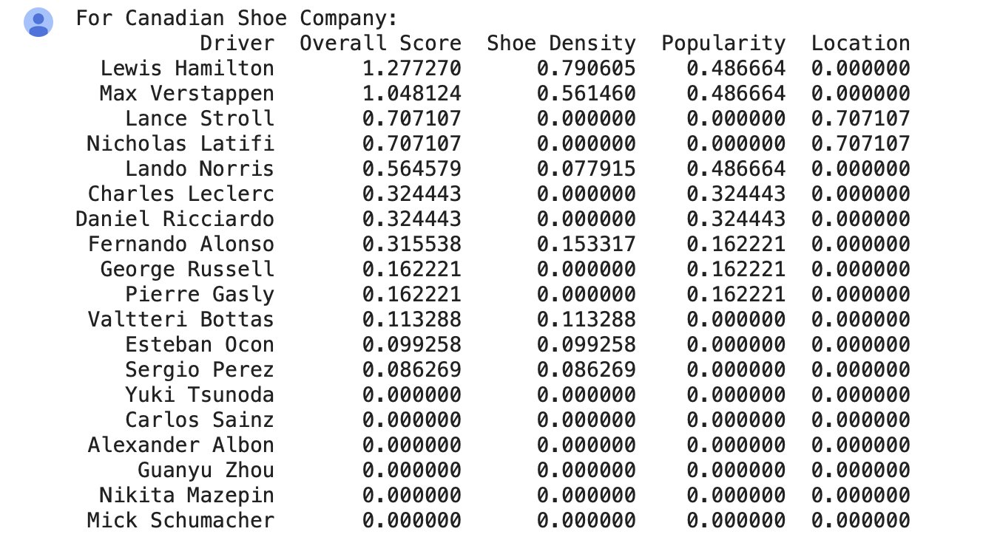 For Canadian Shoe Company:
Driver Overall Score Shoe Density Popularity Location
Lewis Hamilton 1.277270 0.790605 0.486664 0.000000
Max Verstappen 1.048124 0.561460 0.486664 0.000000
Lance Stroll 0.707107 0.000000 0.000000 0.707107
Nicholas Latifi 0.707107 0.000000 0.000000 0.707107
Lando Norris 0.564579 0.077915 0.486664 0.000000
Charles Leclerc 0.324443 0.000000 0.324443 0.000000
Daniel Ricciardo 0.324443 0.000000 0.324443 0.000000
Fernando Alonso 0.315538 0.153317 0.162221 0.000000
George Russell 0.162221 0.000000 0.162221 0.000000
Pierre Gasly 0.162221 0.000000 0.162221 0.000000
Valtteri Bottas 0.113288 0.113288 0.000000 0.000000
Esteban Ocon 0.099258 0.099258 0.000000 0.000000
Sergio Perez 0.086269 0.086269 0.000000 0.000000
Yuki Tsunoda 0.000000 0.000000 0.000000 0.000000
Carlos Sainz 0.000000 0.000000 0.000000 0.000000
Alexander Albon 0.000000 0.000000 0.000000 0.000000
Guanyu Zhou 0.000000 0.000000 0.000000 0.000000
Nikita Mazepin 0.000000 0.000000 0.000000 0.000000
Mick Schumacher 0.000000 0.000000 0.000000 0.000000